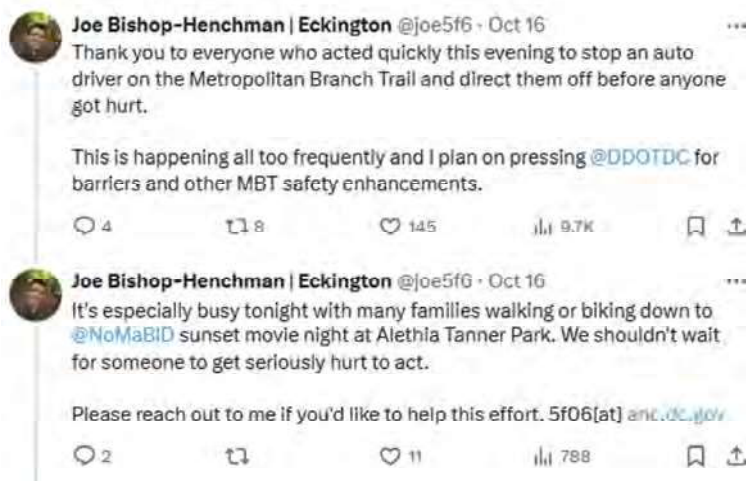 Joe Bishop-Henchman | Eckington @joe5f6 · Oct 16
Thank you to everyone who acted quickly this evening to stop an auto
driver on the Metropolitan Branch Trail and direct them off before anyone
got hurt.
This is happening all too frequently and I plan on pressing @DDOTDC for
barriers and other MBT safety enhancements.
4 8 145 9.7K
Joe Bishop-Henchman | Eckington @joe5f6 · Oct 16
It's especially busy tonight with many families walking or biking down to
@NoMaBID sunset movie night at Alethia Tanner Park. We shouldn't wait
for someone to get seriously hurt to act.
Please reach out to me if you'd like to help this effort. 5f06[at] anc.dc.gov
2 11 788